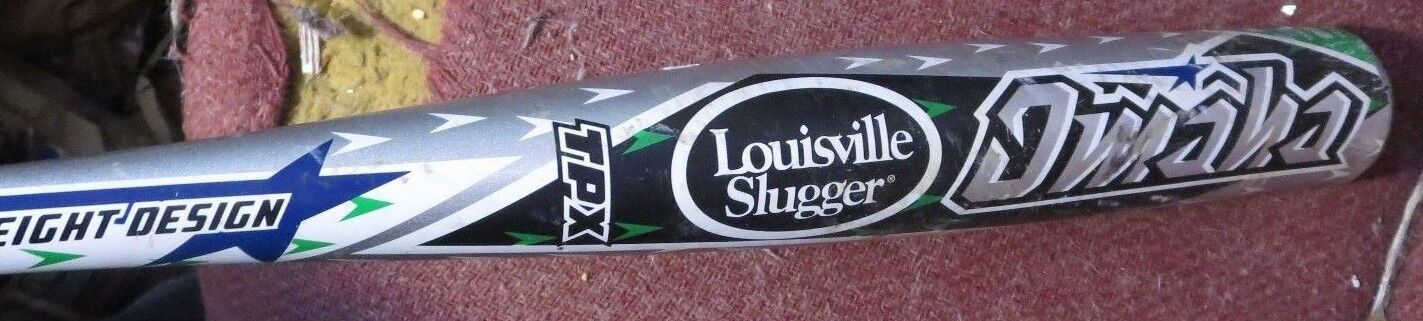 EIGHT DESIGN
TPX
Louisville
Slugger®
Omaha